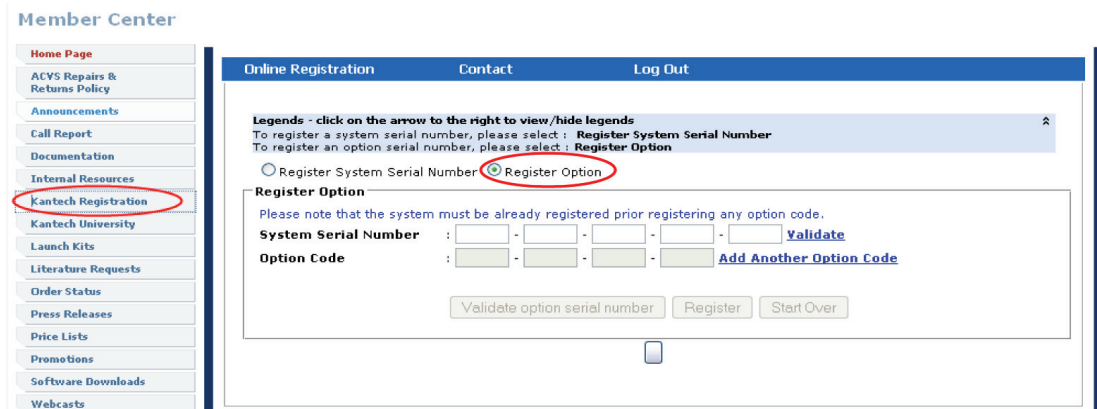 Member Center
Home Page
ACVS Repairs &
Returns Policy
Announcements
Call Report
Documentation
Internal Resources
Kantech Registration
Kantech University
Launch Kits
Literature Requests
Order Status
Press Releases
Price Lists
Promotions
Software Downloads
Webcasts
Online Registration Contact Log Out
Legends - click on the arrow to the right to view/hide legends
To register a system serial number, please select : Register System Serial Number
To register an option serial number, please select : Register Option
Register System Serial Number Register Option
Register Option
Please note that the system must be already registered prior registering any option code.
System Serial Number : - - - - Validate
Option Code : - - - Add Another Option Code
Validate option serial number Register Start Over